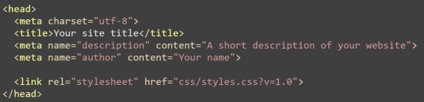 <head>
<meta charset="utf-8">
<title>Your site title</title>
<meta name="description" content="A short description of your website">
<meta name="author" content="Your name">
<link rel="stylesheet" href="css/styles.css?v=1.0">
</head>